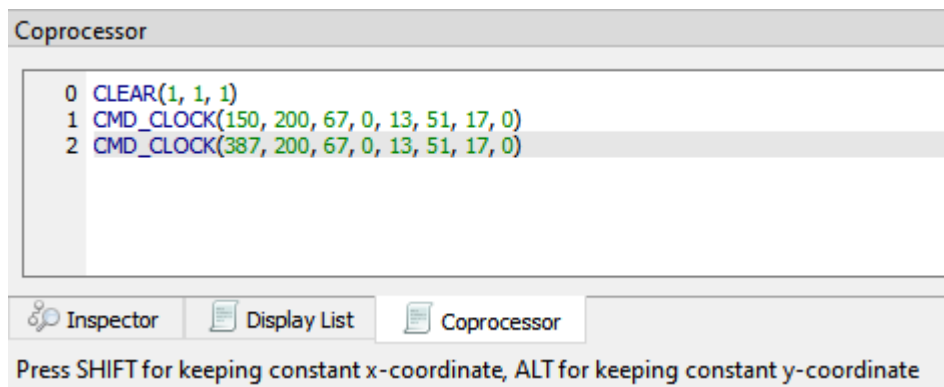 Coprocessor
0 CLEAR(1, 1, 1)
1 CMD_CLOCK(150, 200, 67, 0, 13, 51, 17, 0)
2 CMD_CLOCK(387, 200, 67, 0, 13, 51, 17, 0)
Inspector Display List Coprocessor
Press SHIFT for keeping constant x-coordinate, ALT for keeping constant y-coordinate